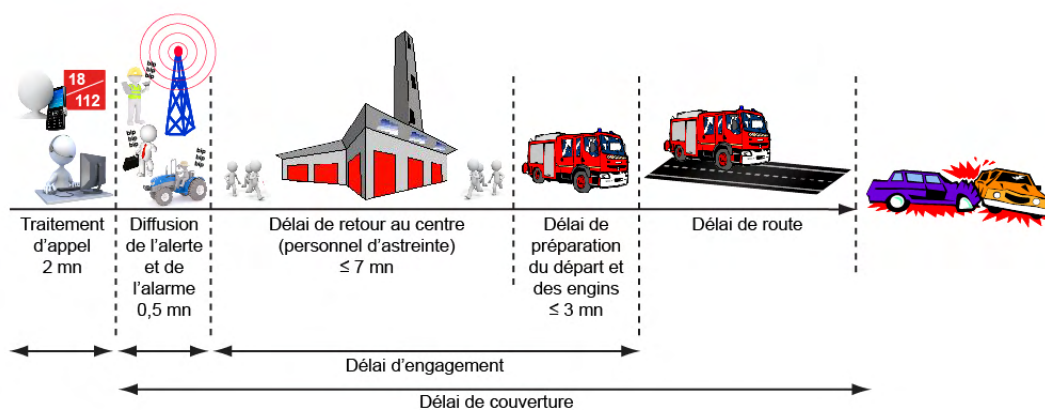 18
112
Traitement
d'appel
2 mn
Diffusion
de l'alerte
et de
l'alarme
0,5 mn
Délai de retour au centre
(personnel d'astreinte)
≤ 7 mn
Délai de
préparation
du départ et
des engins
≤ 3 mn
Délai de route
Délai d'engagement
Délai de couverture